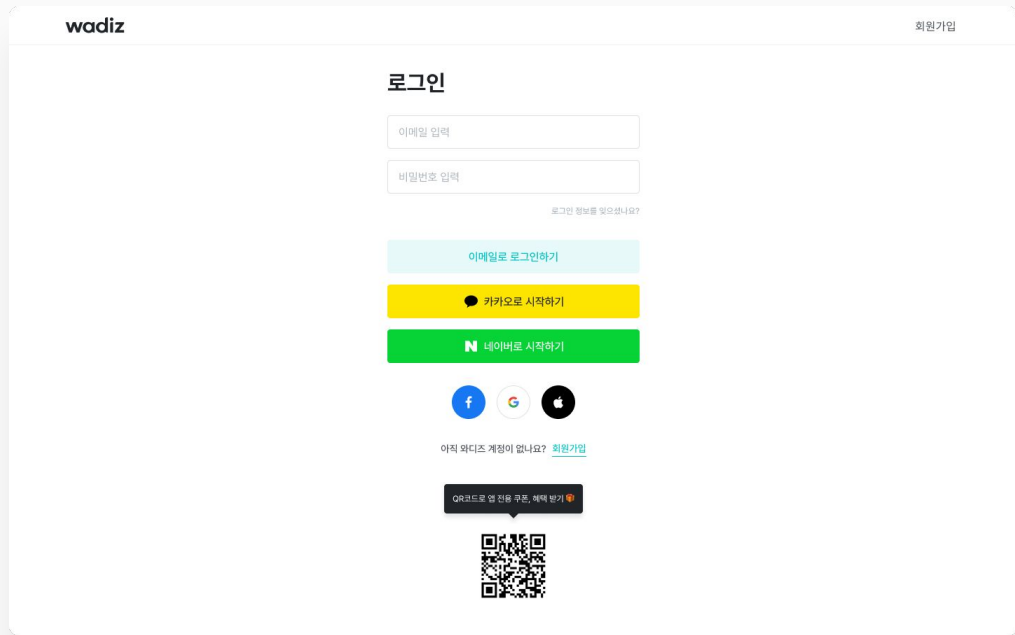 wadiz
회원가입
로그인
이메일 입력
비밀번호 입력
로그인 정보를 잊으셨나요?
이메일로 로그인하기
카카오로 시작하기
네이버로 시작하기
아직 와디즈 계정이 없나요? 회원가입
QR코드로 앱 전용 쿠폰, 혜택 받기